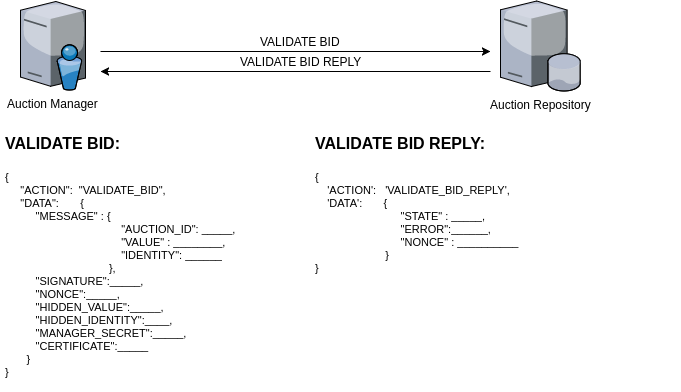 VALIDATE BID
VALIDATE BID REPLY
Auction Manager
Auction Repository
VALIDATE BID:
{
"ACTION": "VALIDATE_BID",
"DATA": {
"MESSAGE" : {
"AUCTION_ID": _____,
"VALUE" : ________,
"IDENTITY": ______
},
"SIGNATURE":_____,
"NONCE":_____,
"HIDDEN_VALUE":_____,
"HIDDEN_IDENTITY":____,
"MANAGER_SECRET":_____,
"CERTIFICATE":_____
}
}
VALIDATE BID REPLY:
{
'ACTION': 'VALIDATE_BID_REPLY',
'DATA': {
"STATE" : _____,
"ERROR":______,
"NONCE" : __________
}
}